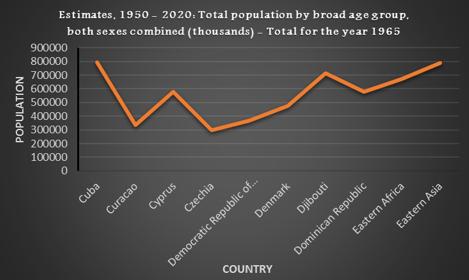 Estimates, 1950 - 2020: Total population by broad age group,
both sexes combined (thousands) - Total for the year 1965
900000
800000
700000
600000
500000
400000
300000
200000
100000
0
POPULATION
Cuba
Curacao
Cyprus
Czechia
Democratic Republic of...
Denmark
Djibouti
Dominican Republic
Eastern Africa
Eastern Asia
COUNTRY